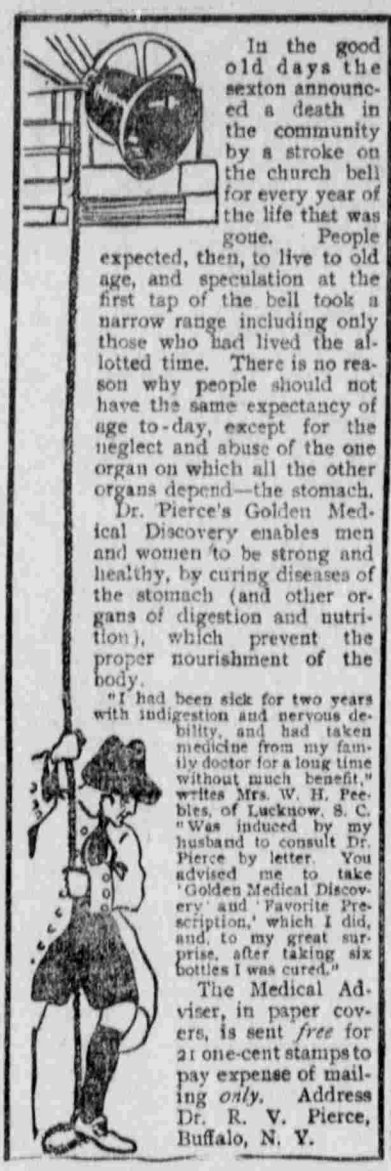 In the good
old days the
sexton announc-
ed a death in
the community
by a stroke on
the church bell
for every year of
the life that was
gone. People
expected, then, to live to old
age, and speculation at the
first tap of the bell took a
narrow range including only
those who had lived the al-
lotted time. There is no rea-
son why people should not
have the same expectancy of
age to-day, except for the
neglect and abuse of the one
organ on which all the other
organs depend—the stomach.
Dr. Pierce's Golden Med-
ical Discovery enables men
and women to be strong and
healthy, by curing diseases of
the stomach (and other or-
gans of digestion and nutri-
tion), which prevent the
proper nourishment of the
body.
"I had been sick for two years
with indigestion and nervous de-
bility, and had taken
medicine from my fam-
ily doctor for a long time
without much benefit,"
writes Mrs. W. H. Pee-
bles, of Lucknow, S. C.
"Was induced by my
husband to consult Dr.
Pierce by letter. You
advised me to take
'Golden Medical Discov-
ery' and 'Favorite Pre-
scription,' which I did,
and, to my great sur-
prise, after taking six
bottles I was cured."
The Medical Ad-
viser, in paper cov-
ers, is sent free for
21 one-cent stamps to
pay expense of mail-
ing only. Address
Dr. R. V. Pierce,
Buffalo, N. Y.